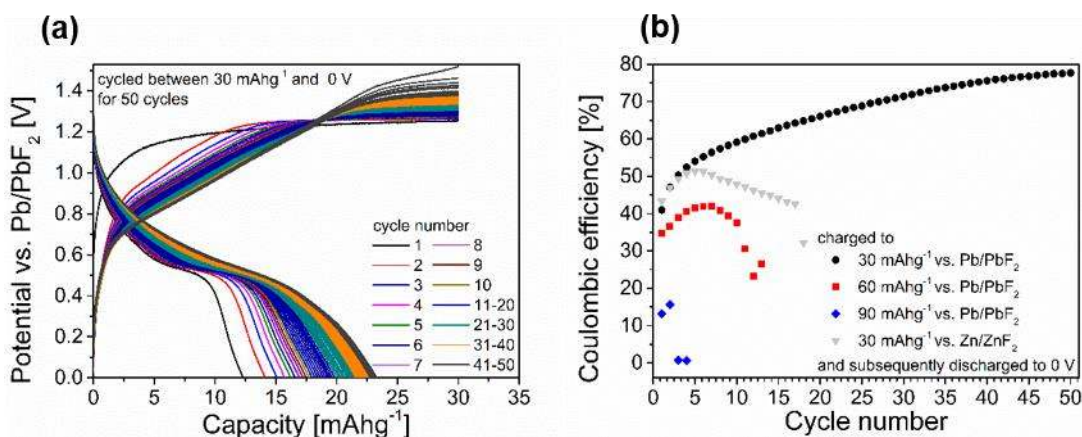 (a)
cycled between 30 mAhg⁻¹ and 0 V
for 50 cycles
Potential vs. Pb/PbF₂ [V]
1.4
1.2
1.0
0.8
0.6
0.4
0.2
0.0
0 5 10 15 20 25 30 35
Capacity [mAhg⁻¹]
cycle number
1 8
2 9
3 10
4 11-20
5 21-30
6 31-40
7 41-50
(b)
Coulombic efficiency [%]
80
70
60
50
40
30
20
10
0
0 10 20 30 40 50
Cycle number
charged to
30 mAhg⁻¹ vs. Pb/PbF₂
60 mAhg⁻¹ vs. Pb/PbF₂
90 mAhg⁻¹ vs. Pb/PbF₂
30 mAhg⁻¹ vs. Zn/ZnF₂
and subsequently discharged to 0 V